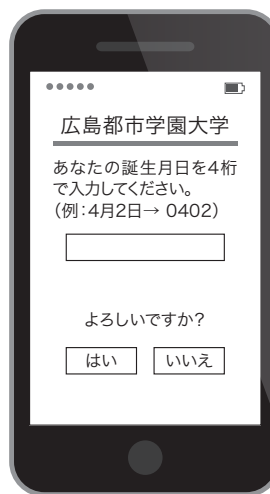 広島都市学園大学
あなたの誕生月日を4桁
で入力してください。
（例：4月2日→ 0402）
よろしいですか？
はい
いいえ